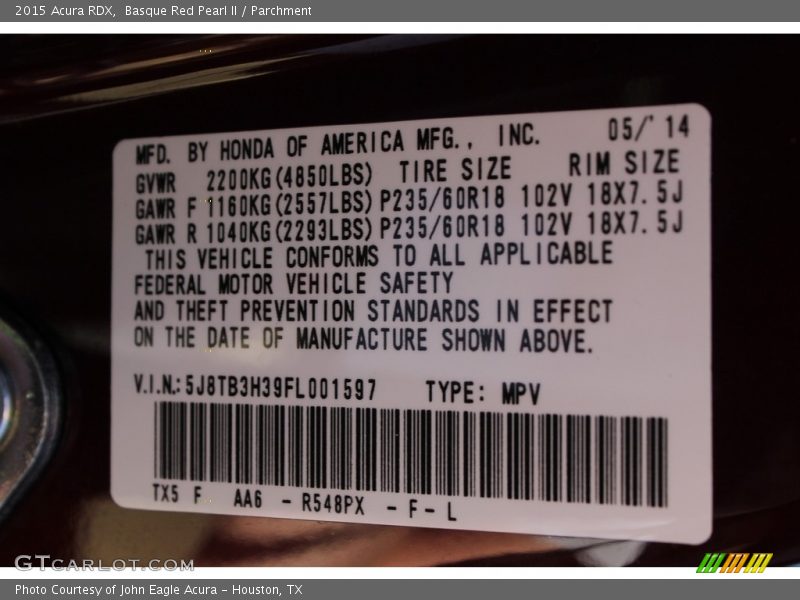 2015 Acura RDX, Basque Red Pearl II / Parchment
MFD. BY HONDA OF AMERICA MFG., INC. 05/'14
GVWR 2200KG(4850LBS) TIRE SIZE RIM SIZE
GAWR F 1160KG(2557LBS) P235/60R18 102V 18X7.5J
GAWR R 1040KG(2293LBS) P235/60R18 102V 18X7.5J
THIS VEHICLE CONFORMS TO ALL APPLICABLE
FEDERAL MOTOR VEHICLE SAFETY
AND THEFT PREVENTION STANDARDS IN EFFECT
ON THE DATE OF MANUFACTURE SHOWN ABOVE.
V.I.N.: 5J8TB3H39FL001597 TYPE: MPV
TX5 F AA6 - R548PX - F - L
GTCARLOT.COM
Photo Courtesy of John Eagle Acura - Houston, TX